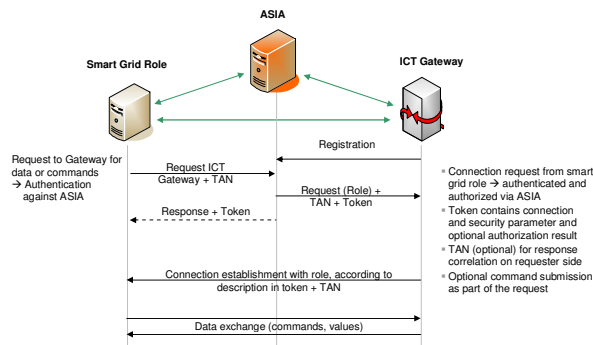 ASIA
Smart Grid Role
ICT Gateway
Registration
Request to Gateway for
data or commands
→ Authentication
against ASIA
Request ICT
Gateway + TAN
Request (Role) +
TAN + Token
Response + Token
Connection request from smart
grid role → authenticated and
authorized via ASIA
Token contains connection
and security parameter and
optional authorization result
TAN (optional) for response
correlation on requester side
Optional command submission
as part of the request
Connection establishment with role, according to
description in token + TAN
Data exchange (commands, values)